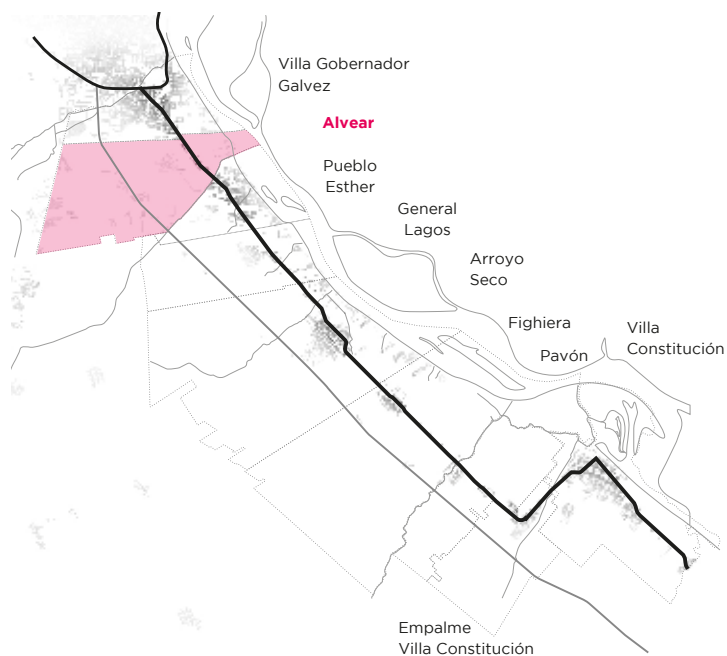 Villa Gobernador
Galvez
Alvear
Pueblo
Esther
General
Lagos
Arroyo
Seco
Fighiera
Pavón
Villa
Constitución
Empalme
Villa Constitución